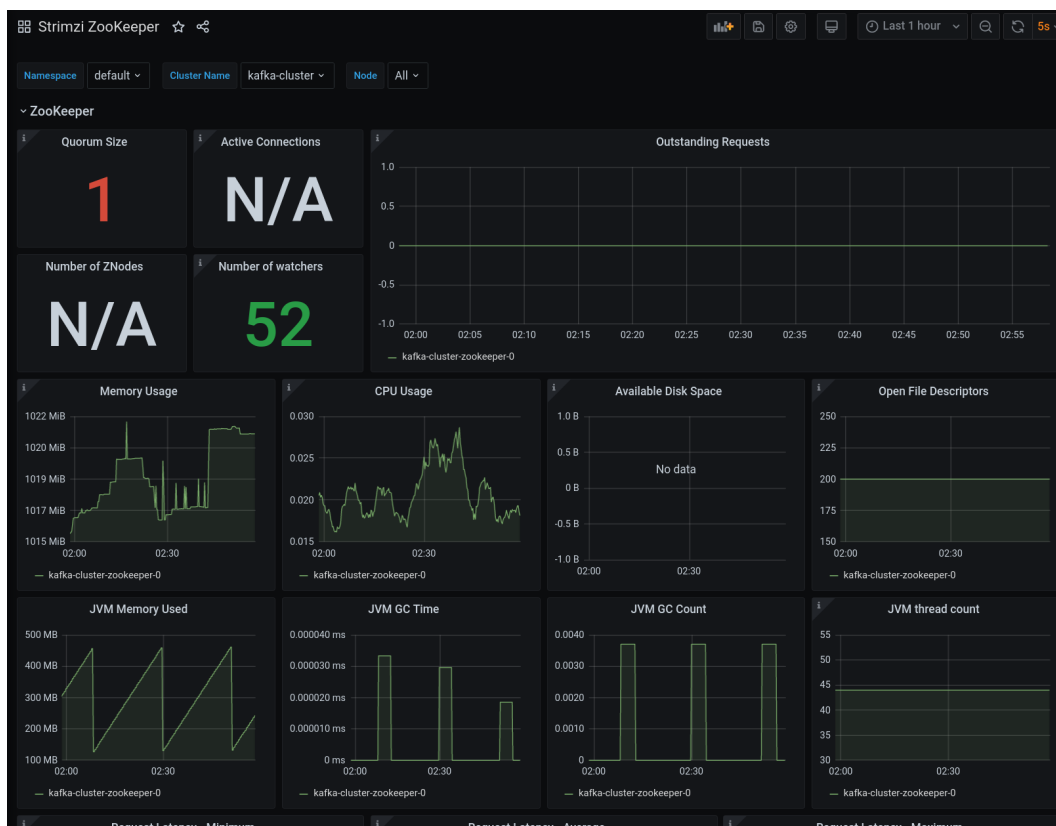 Strimzi ZooKeeper
Last 1 hour
5s
Namespace default Cluster Name kafka-cluster Node All
ZooKeeper
Quorum Size
1
Active Connections
N/A
Number of ZNodes
N/A
Number of watchers
52
Outstanding Requests
1.0
0.5
0
-0.5
-1.0
02:00 02:05 02:10 02:15 02:20 02:25 02:30 02:35 02:40 02:45 02:50 02:55
kafka-cluster-zookeeper-0
Memory Usage
1022 MiB
1020 MiB
1019 MiB
1017 MiB
1015 MiB
02:00 02:30
kafka-cluster-zookeeper-0
CPU Usage
0.030
0.025
0.020
0.015
02:00 02:30
kafka-cluster-zookeeper-0
Available Disk Space
1.0 B
0.5 B
No data
0 B
-0.5 B
-1.0 B
02:00 02:30
Open File Descriptors
250
225
200
175
150
02:00 02:30
kafka-cluster-zookeeper-0
JVM Memory Used
500 MB
400 MB
300 MB
200 MB
100 MB
02:00 02:30
kafka-cluster-zookeeper-0
JVM GC Time
0.000040 ms
0.000030 ms
0.000020 ms
0.000010 ms
0 ms
02:00 02:30
kafka-cluster-zookeeper-0
JVM GC Count
0.0040
0.0030
0.0020
0.0010
0
02:00 02:30
kafka-cluster-zookeeper-0
JVM thread count
55
50
45
40
35
30
02:00 02:30
kafka-cluster-zookeeper-0
Request Latency - Minimum
Request Latency - Average
Request Latency - Maximum